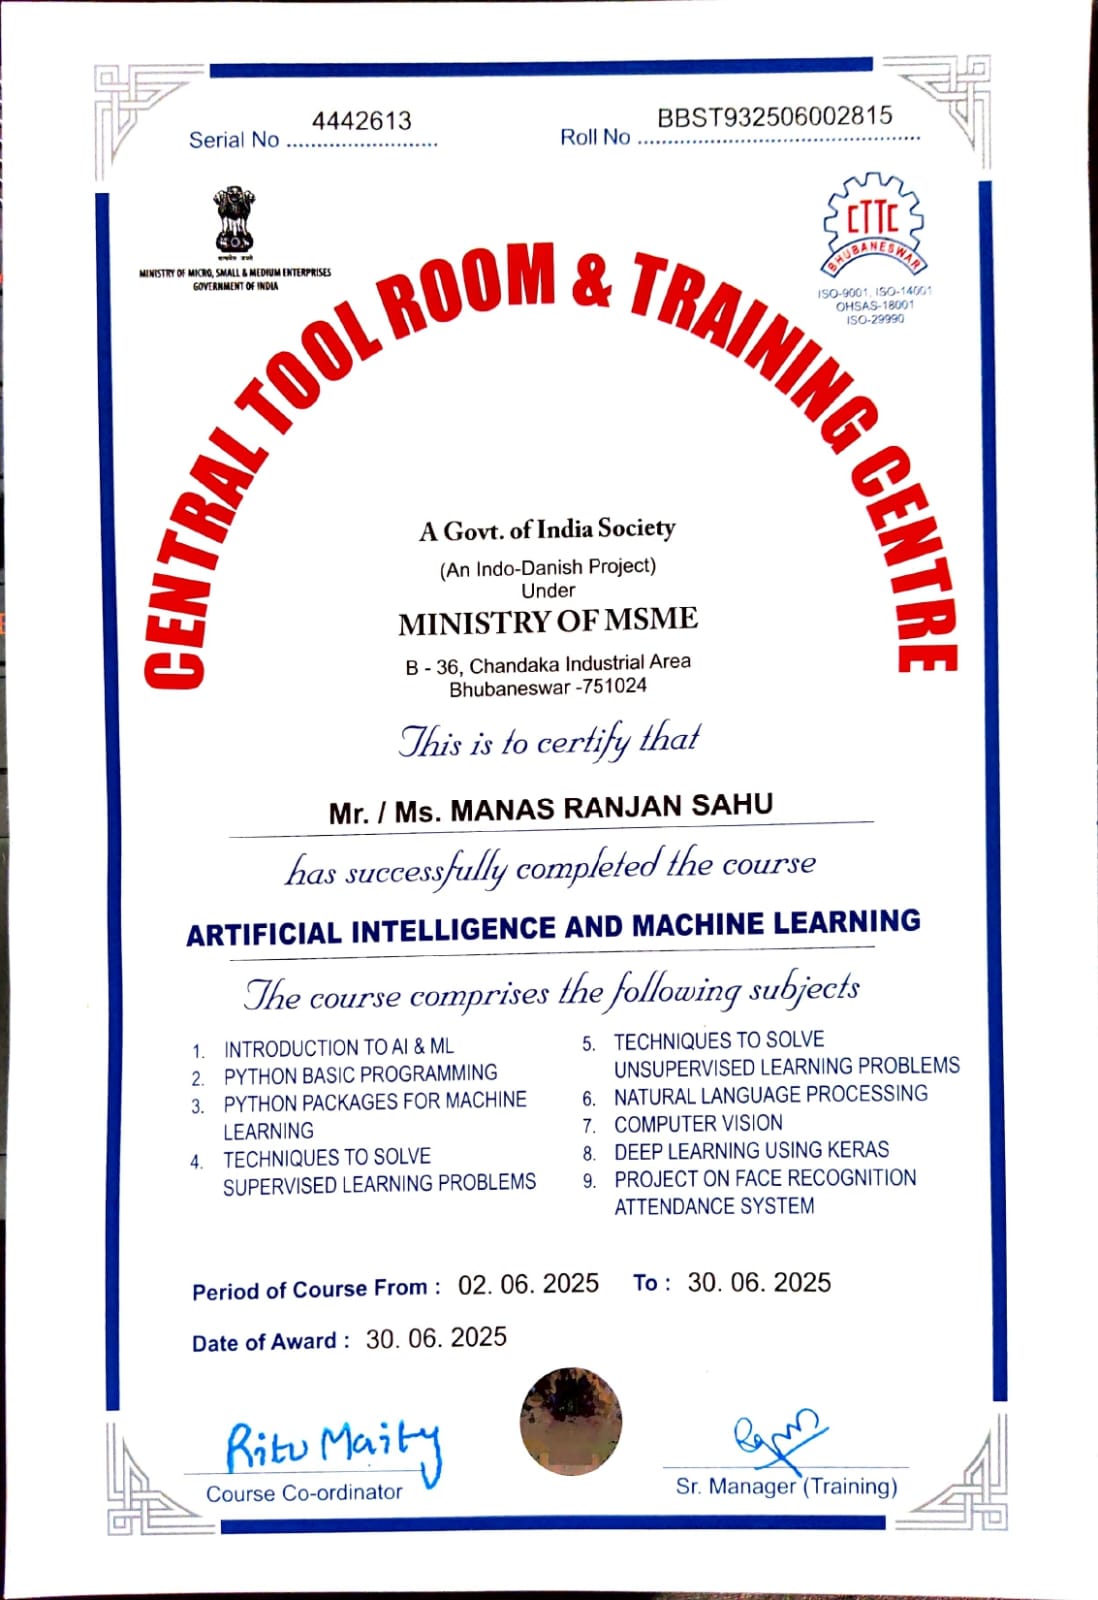 Serial No ........................ 4442613
Roll No ........................ BBST932506002815
सत्यमेव जयते
MINISTRY OF MICRO, SMALL & MEDIUM ENTERPRISES
GOVERNMENT OF INDIA
CTTC
BHUBANESWAR
ISO-9001, ISO-14001
OHSAS-18001
ISO-29990
CENTRAL TOOL ROOM & TRAINING CENTRE
A Govt. of India Society
(An Indo-Danish Project)
Under
MINISTRY OF MSME
B - 36, Chandaka Industrial Area
Bhubaneswar -751024
This is to certify that
Mr. / Ms. MANAS RANJAN SAHU
has successfully completed the course
ARTIFICIAL INTELLIGENCE AND MACHINE LEARNING
The course comprises the following subjects
1. INTRODUCTION TO AI & ML
2. PYTHON BASIC PROGRAMMING
3. PYTHON PACKAGES FOR MACHINE
LEARNING
4. TECHNIQUES TO SOLVE
SUPERVISED LEARNING PROBLEMS
5. TECHNIQUES TO SOLVE
UNSUPERVISED LEARNING PROBLEMS
6. NATURAL LANGUAGE PROCESSING
7. COMPUTER VISION
8. DEEP LEARNING USING KERAS
9. PROJECT ON FACE RECOGNITION
ATTENDANCE SYSTEM
Period of Course From : 02. 06. 2025 To : 30. 06. 2025
Date of Award : 30. 06. 2025
Ritu Maity
Course Co-ordinator
Sr. Manager (Training)